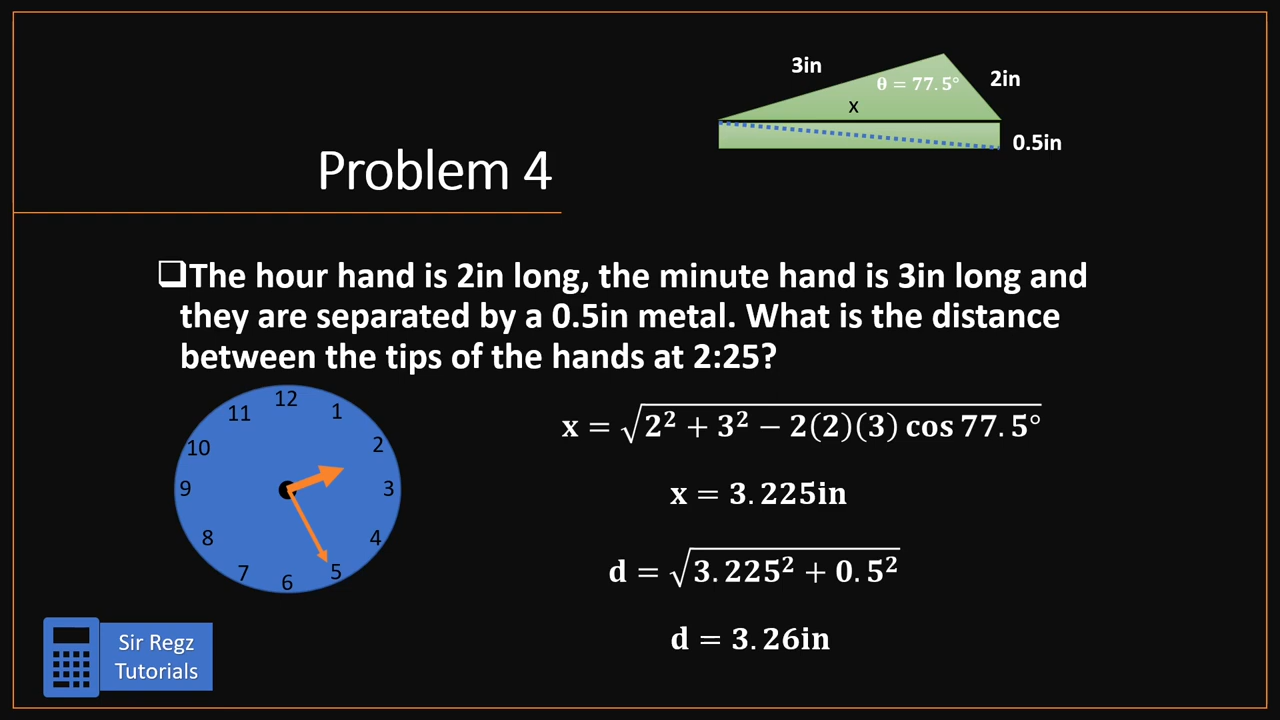 3in
θ = 77.5°
2in
x
0.5in
Problem 4
❑The hour hand is 2in long, the minute hand is 3in long and
they are separated by a 0.5in metal. What is the distance
between the tips of the hands at 2:25?
12
11
1
10
2
9
3
8
4
7
5
6
x = √2² + 3² − 2(2)(3) cos 77.5°
x = 3.225in
d = √3.225² + 0.5²
d = 3.26in
Sir Regz
Tutorials